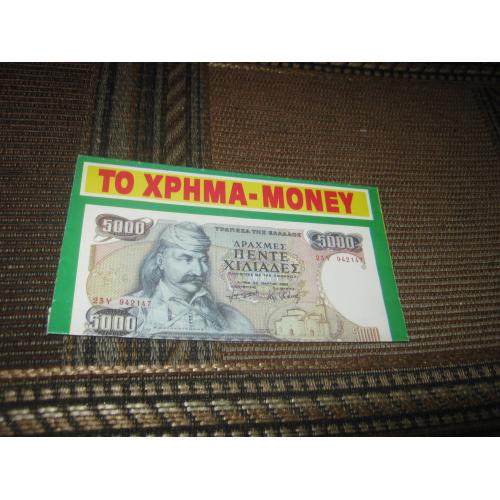 ΤΟ ΧΡΗΜΑ - MONEY
5000
ΤΡΑΠΕΖΑ ΤΗΣ ΕΛΛΑΔΟΣ
5000
ΔΡΑΧΜΕΣ
ΠΕΝΤΕ
ΧΙΛΙΑΔΕΣ
23Υ 942147
23Υ 942147
5000